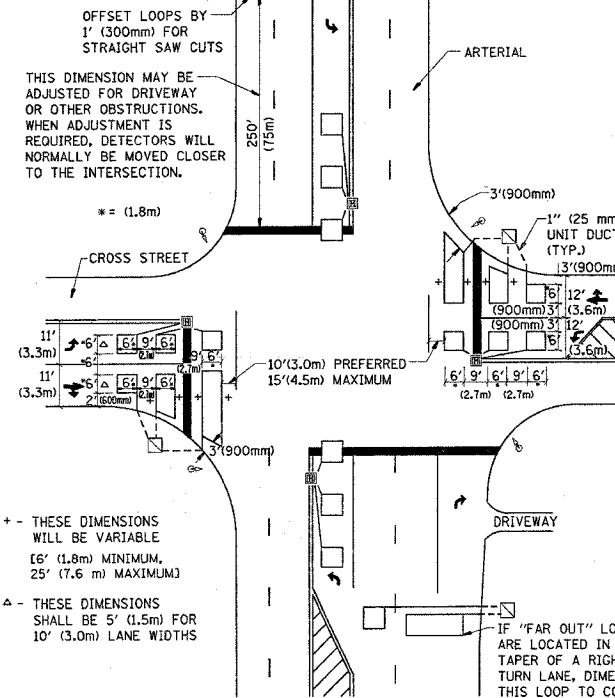 OFFSET LOOPS BY
1' (300mm) FOR
STRAIGHT SAW CUTS
THIS DIMENSION MAY BE
ADJUSTED FOR DRIVEWAY
OR OTHER OBSTRUCTIONS.
WHEN ADJUSTMENT IS
REQUIRED, DETECTORS WILL
NORMALLY BE MOVED CLOSER
TO THE INTERSECTION.
* = (1.8m)
250'
(75m)
ARTERIAL
3'(900mm)
1" (25 mm
UNIT DUCT
(TYP.)
3'(900m
CROSS STREET
6'
12'
(3.6m)
(900mm) 3'
(900mm) 3'
12'
6'
(3.6m)
11'
(3.3m)
*6' △ 6' 9' 6'
(2.7m)
*6'
9' 6'
(2.7m)
11'
(3.3m)
*6' △ 6' 9' 6'
2' (600mm)
10'(3.0m) PREFERRED
15'(4.5m) MAXIMUM
6' 9' 6' 9' 6'
(2.7m) (2.7m)
3'(900mm)
+ - THESE DIMENSIONS
WILL BE VARIABLE
[6' (1.8m) MINIMUM,
25' (7.6 m) MAXIMUM]
△ - THESE DIMENSIONS
SHALL BE 5' (1.5m) FOR
10' (3.0m) LANE WIDTHS
DRIVEWAY
IF "FAR OUT" LO
ARE LOCATED IN
TAPER OF A RIGH
TURN LANE, DIME
THIS LOOP TO CO